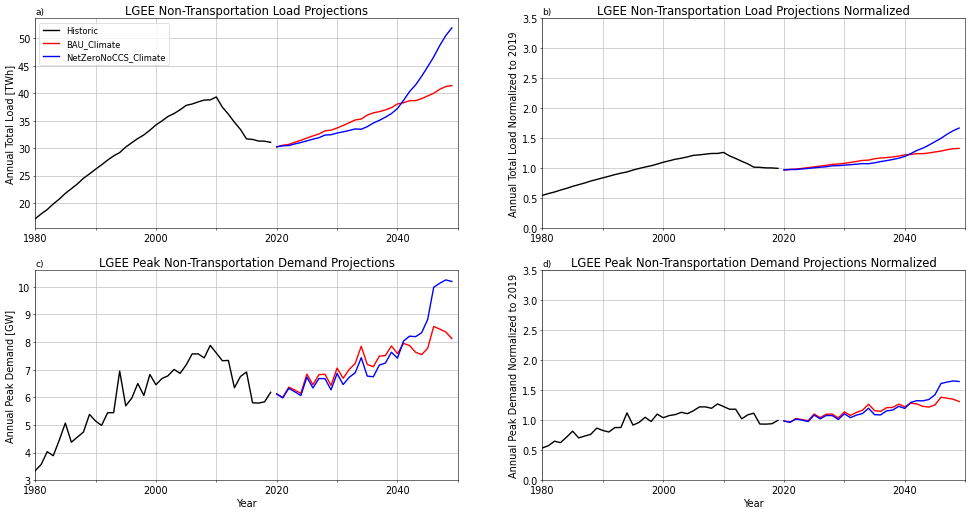 a)
LGEE Non-Transportation Load Projections
Annual Total Load [TWh]
50
45
40
35
30
25
20
Historic
BAU_Climate
NetZeroNoCCS_Climate
1980
2000
2020
2040
b)
LGEE Non-Transportation Load Projections Normalized
Annual Total Load Normalized to 2019
3.5
3.0
2.5
2.0
1.5
1.0
0.5
0.0
1980
2000
2020
2040
c)
LGEE Peak Non-Transportation Demand Projections
Annual Peak Demand [GW]
10
9
8
7
6
5
4
3
1980
2000
2020
2040
Year
d)
LGEE Peak Non-Transportation Demand Projections Normalized
Annual Peak Demand Normalized to 2019
3.5
3.0
2.5
2.0
1.5
1.0
0.5
0.0
1980
2000
2020
2040
Year